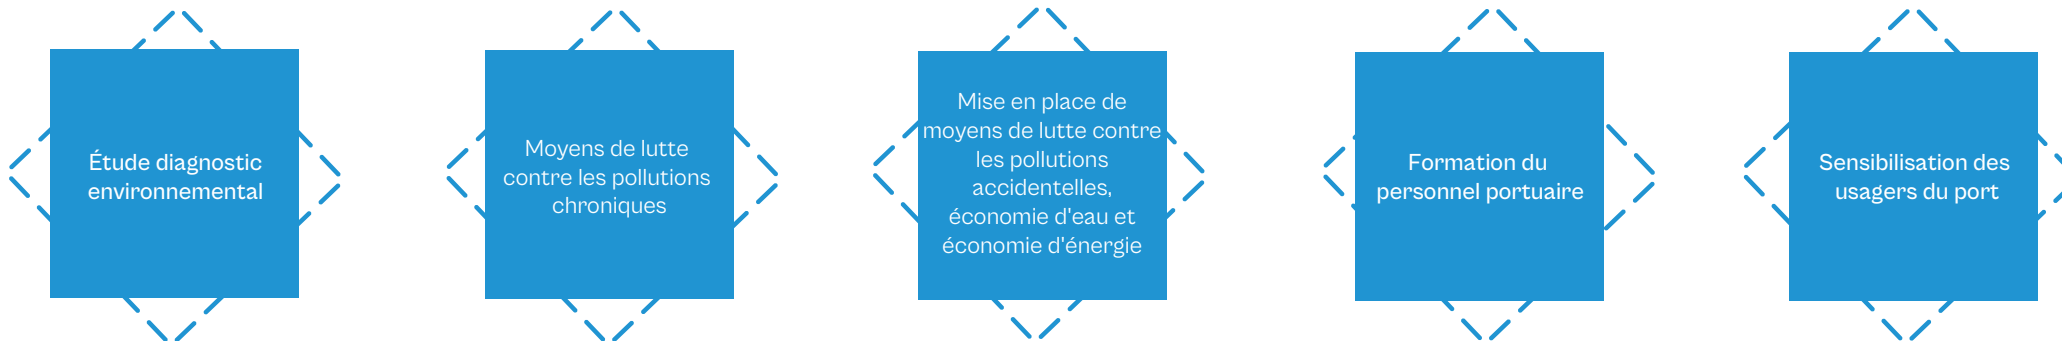 Étude diagnostic
environnemental
Moyens de lutte
contre les pollutions
chroniques
Mise en place de
moyens de lutte contre
les pollutions
accidentelles,
économie d'eau et
économie d'énergie
Formation du
personnel portuaire
Sensibilisation des
usagers du port